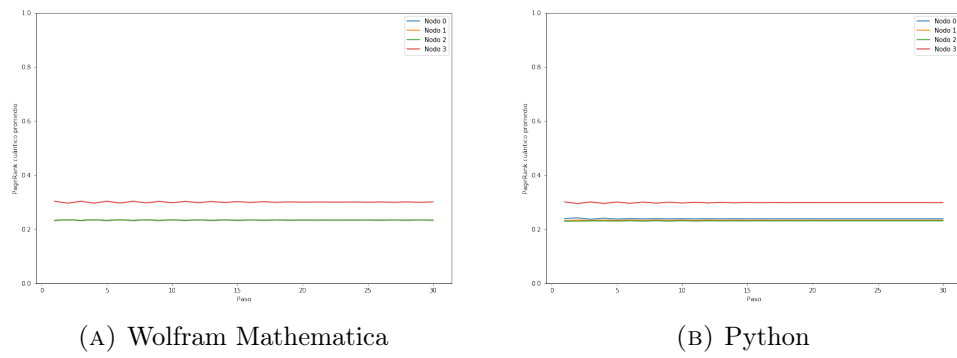 1.0
0.8
0.6
0.4
0.2
0.0
0
5
10
15
20
25
30
PageRank cuántico promedio
Paso
Nodo 0
Nodo 1
Nodo 2
Nodo 3
(A) Wolfram Mathematica
1.0
0.8
0.6
0.4
0.2
0.0
0
5
10
15
20
25
30
PageRank cuántico promedio
Paso
Nodo 0
Nodo 1
Nodo 2
Nodo 3
(B) Python